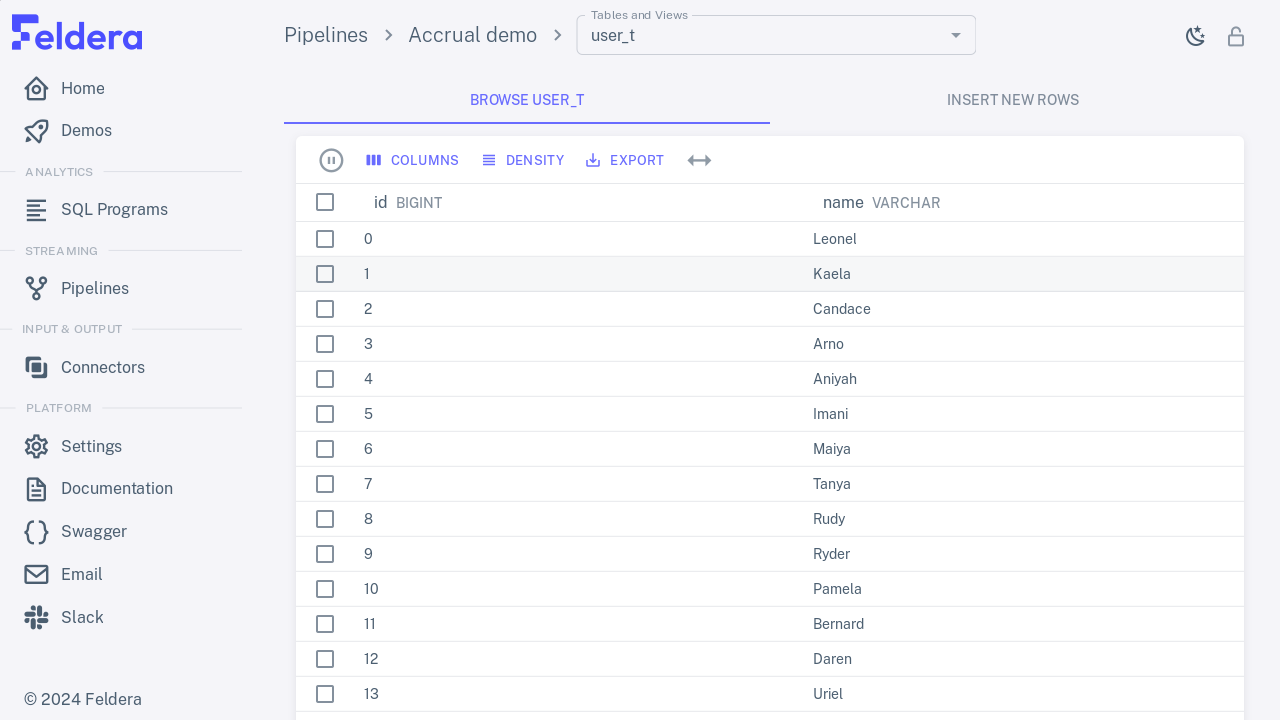 Feldera
Home
Demos
ANALYTICS
SQL Programs
STREAMING
Pipelines
INPUT & OUTPUT
Connectors
PLATFORM
Settings
Documentation
Swagger
Email
Slack
© 2024 Feldera
Pipelines
Accrual demo
Tables and Views
user_t
BROWSE USER_T
INSERT NEW ROWS
COLUMNS
DENSITY
EXPORT
id BIGINT name VARCHAR
0 Leonel
1 Kaela
2 Candace
3 Arno
4 Aniyah
5 Imani
6 Maiya
7 Tanya
8 Rudy
9 Ryder
10 Pamela
11 Bernard
12 Daren
13 Uriel